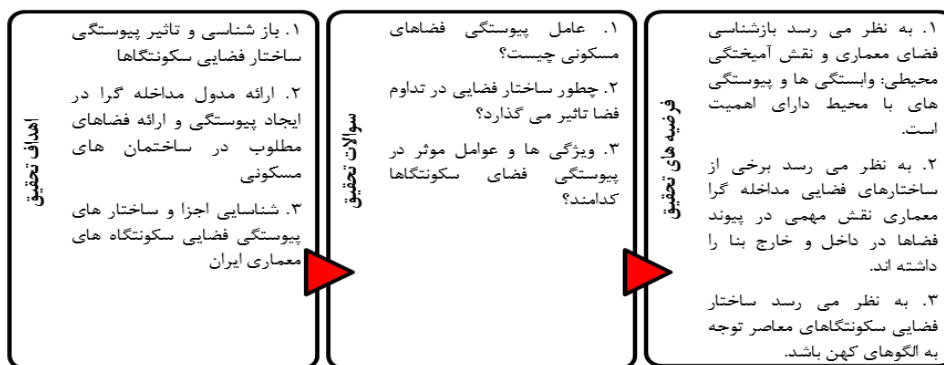 اهداف تحقیق
۱. باز شناسی و تاثیر پیوستگی
ساختار فضایی سکونتگاها
۲. ارائه مدول مداخله گرا در
ایجاد پیوستگی و ارائه فضاهای
مطلوب در ساختمان های
مسکونی
۳. شناسایی اجزا و ساختار های
پیوستگی فضایی سکونتگاه های
معماری ایران
سوالات تحقیق
۱. عامل پیوستگی فضاهای
مسکونی چیست؟
۲. چطور ساختار فضایی در تداوم
فضا تاثیر می گذارد؟
۳. ویژگی ها و عوامل موثر در
پیوستگی فضای سکونتگاها
کدامند؟
فرضیه های تحقیق
۱. به نظر می رسد بازشناسی
فضای معماری و نقش آمیختگی
محیطی: وابستگی ها و پیوستگی
های با محیط دارای اهمیت
است.
۲. به نظر می رسد برخی از
ساختارهای فضایی مداخله گرا
معماری نقش مهمی در پیوند
فضاها در داخل و خارج بنا را
داشته اند.
۳. به نظر می رسد ساختار
فضایی سکونتگاهای معاصر توجه
به الگوهای کهن باشد.